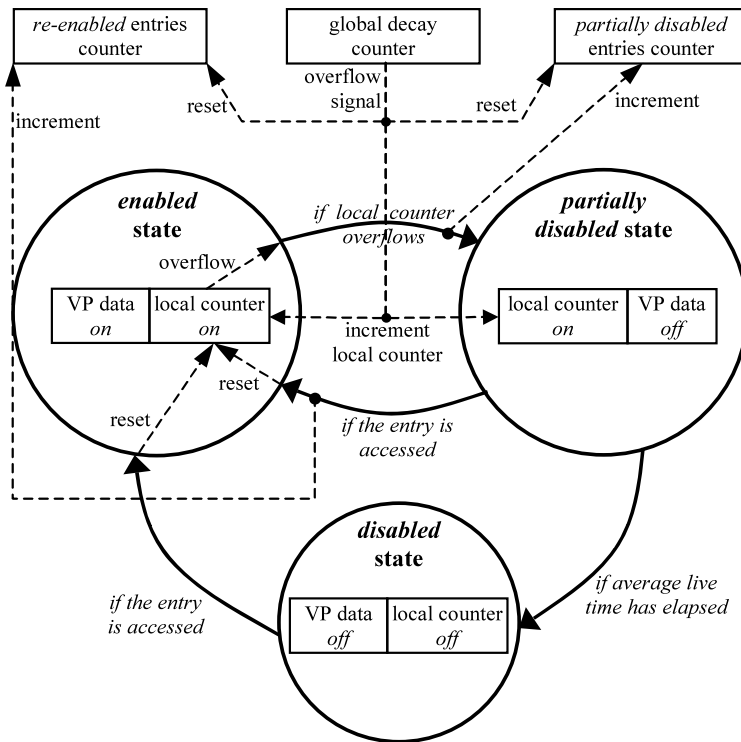 re-enabled entries
counter
global decay
counter
partially disabled
entries counter
overflow
signal
reset
reset
increment
increment
enabled
state
if local counter
overflows
partially
disabled state
overflow
VP data
on
local counter
on
increment
local counter
local counter
on
VP data
off
reset
reset
if the entry is
accessed
disabled
state
if the entry
is accessed
if average live
time has elapsed
VP data
off
local counter
off